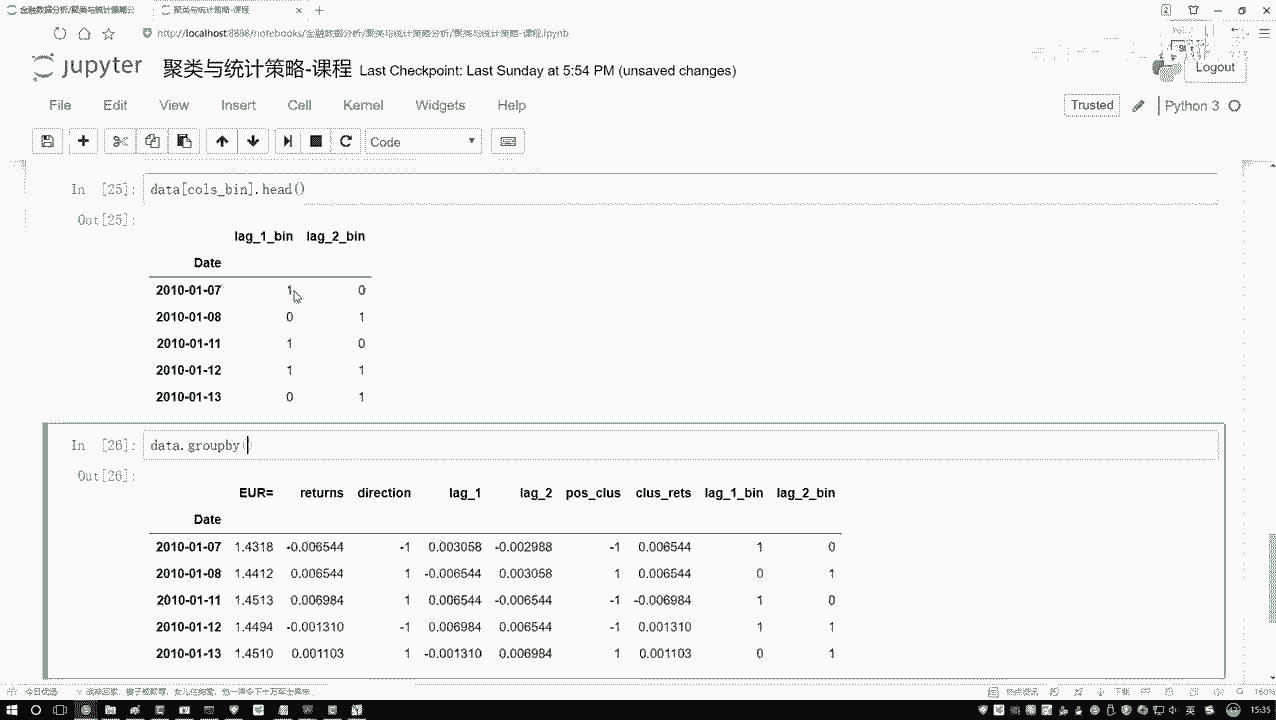 金融数据分析/聚类与统计策略分
聚类与统计策略-课程
http://localhost:8888/notebooks/金融数据分析/聚类与统计策略分析/聚类与统计策略-课程.ipynb
jupyter 聚类与统计策略-课程 Last Checkpoint: Last Sunday at 5:54 PM (unsaved changes)
Logout
File Edit View Insert Cell Kernel Widgets Help
Trusted Python 3
Code
In [25]: data[cols_bin].head()
Out[25]:
lag_1_bin lag_2_bin
Date
2010-01-07 1 0
2010-01-08 0 1
2010-01-11 1 0
2010-01-12 1 1
2010-01-13 0 1
In [26]: data.groupby(
Out[26]:
EUR= returns direction lag_1 lag_2 pos_clus clus_rets lag_1_bin lag_2_bin
Date
2010-01-07 1.4318 -0.006544 -1 0.003058 -0.002988 -1 0.006544 1 0
2010-01-08 1.4412 0.006544 1 -0.006544 0.003058 1 0.006544 0 1
2010-01-11 1.4513 0.006984 1 0.006544 -0.006544 -1 -0.006984 1 0
2010-01-12 1.4494 -0.001310 -1 0.006984 0.006544 -1 0.001310 1 1
2010-01-13 1.4510 0.001103 1 -0.001310 0.006984 1 0.001103 0 1
今日优选
下载
160%
英
15:35